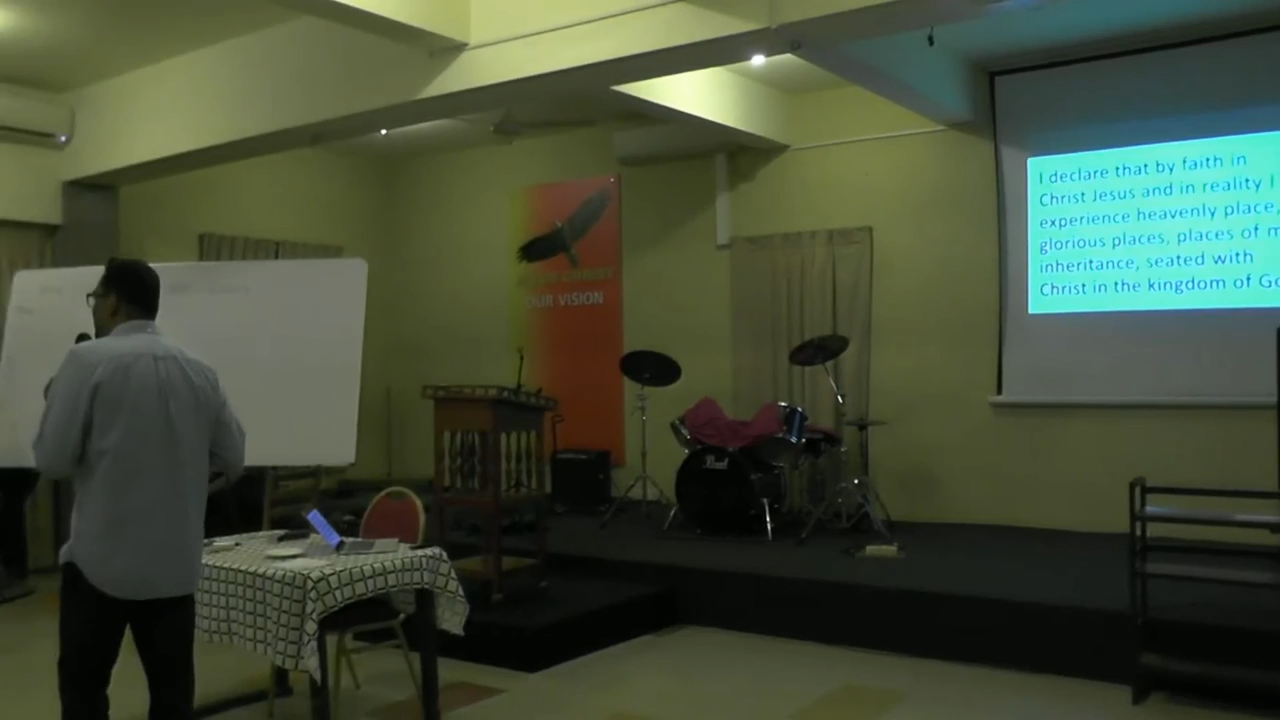 OUR VISION
Pearl
I declare that by faith in
Christ Jesus and in reality I
experience heavenly place,
glorious places, places of m
inheritance, seated with
Christ in the kingdom of Go